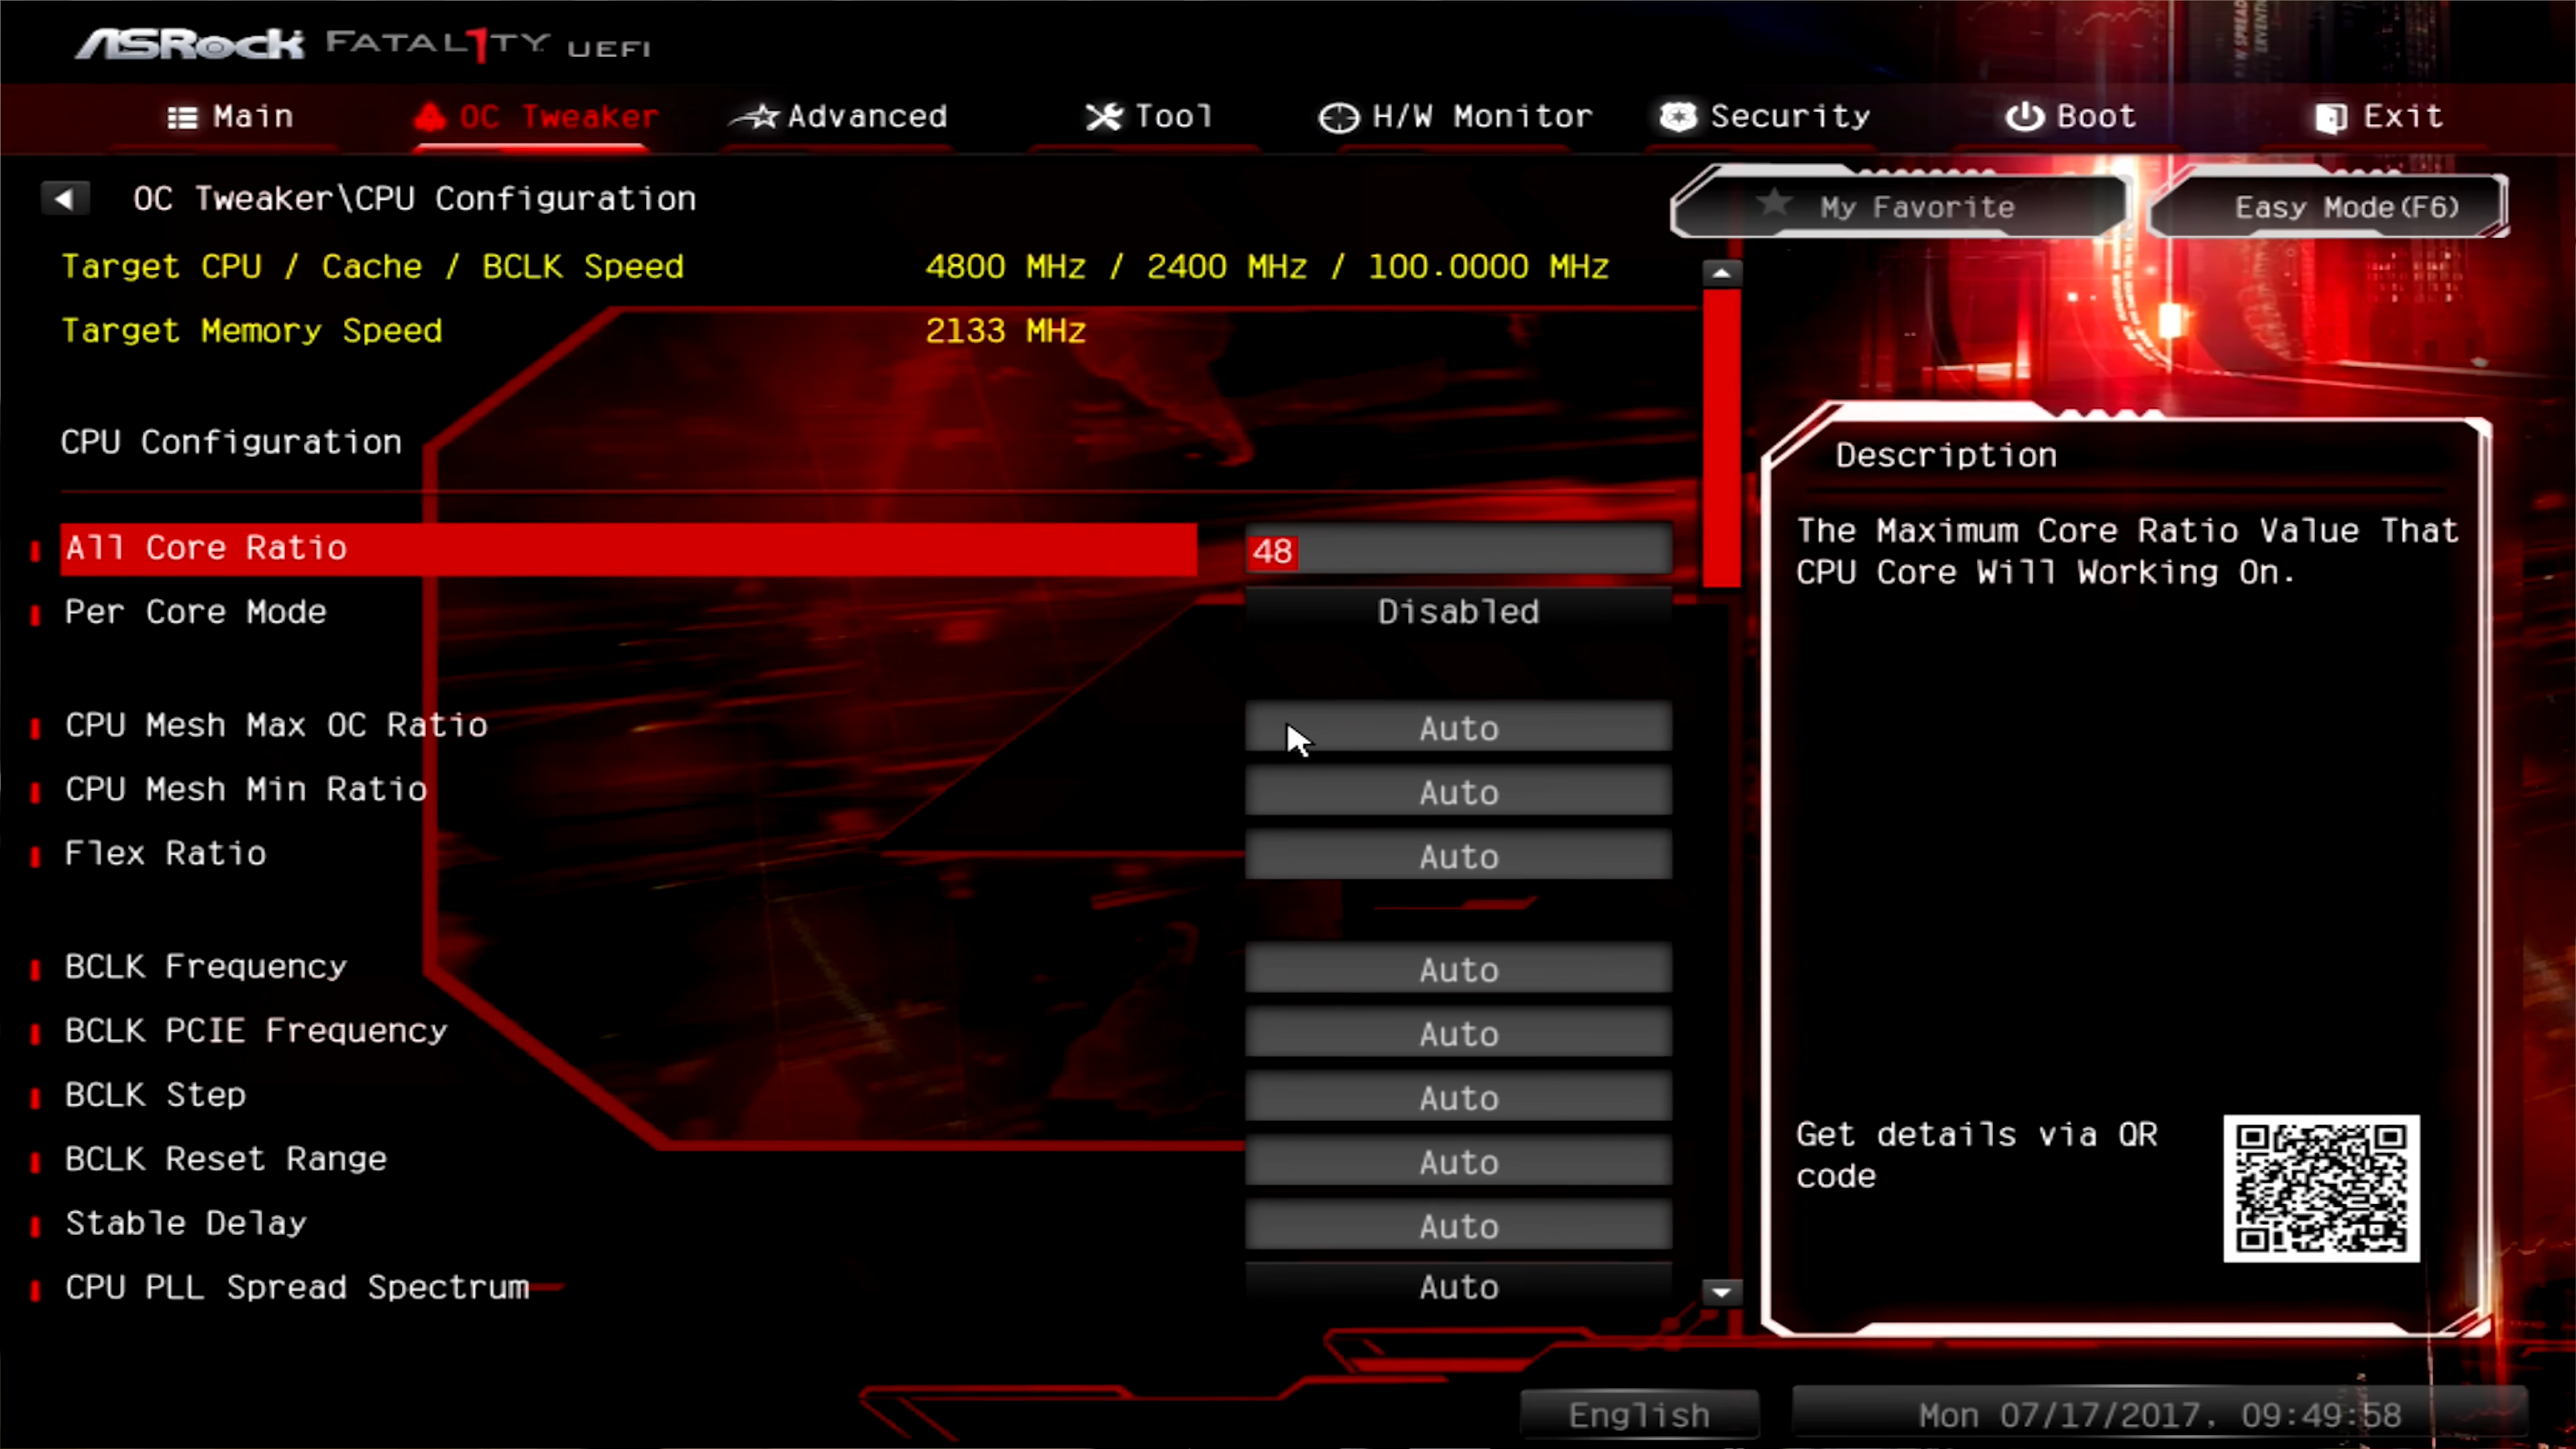 ASRock FATAL1TY UEFI
Main OC Tweaker Advanced Tool H/W Monitor Security Boot Exit
OC Tweaker\CPU Configuration
My Favorite Easy Mode(F6)
Target CPU / Cache / BCLK Speed 4800 MHz / 2400 MHz / 100.0000 MHz
Target Memory Speed 2133 MHz
CPU Configuration
All Core Ratio 48
Per Core Mode Disabled
CPU Mesh Max OC Ratio Auto
CPU Mesh Min Ratio Auto
Flex Ratio Auto
BCLK Frequency Auto
BCLK PCIE Frequency Auto
BCLK Step Auto
BCLK Reset Range Auto
Stable Delay Auto
CPU PLL Spread Spectrum Auto
Description
The Maximum Core Ratio Value That
CPU Core Will Working On.
Get details via QR
code
English
Mon 07/17/2017, 09:49:58